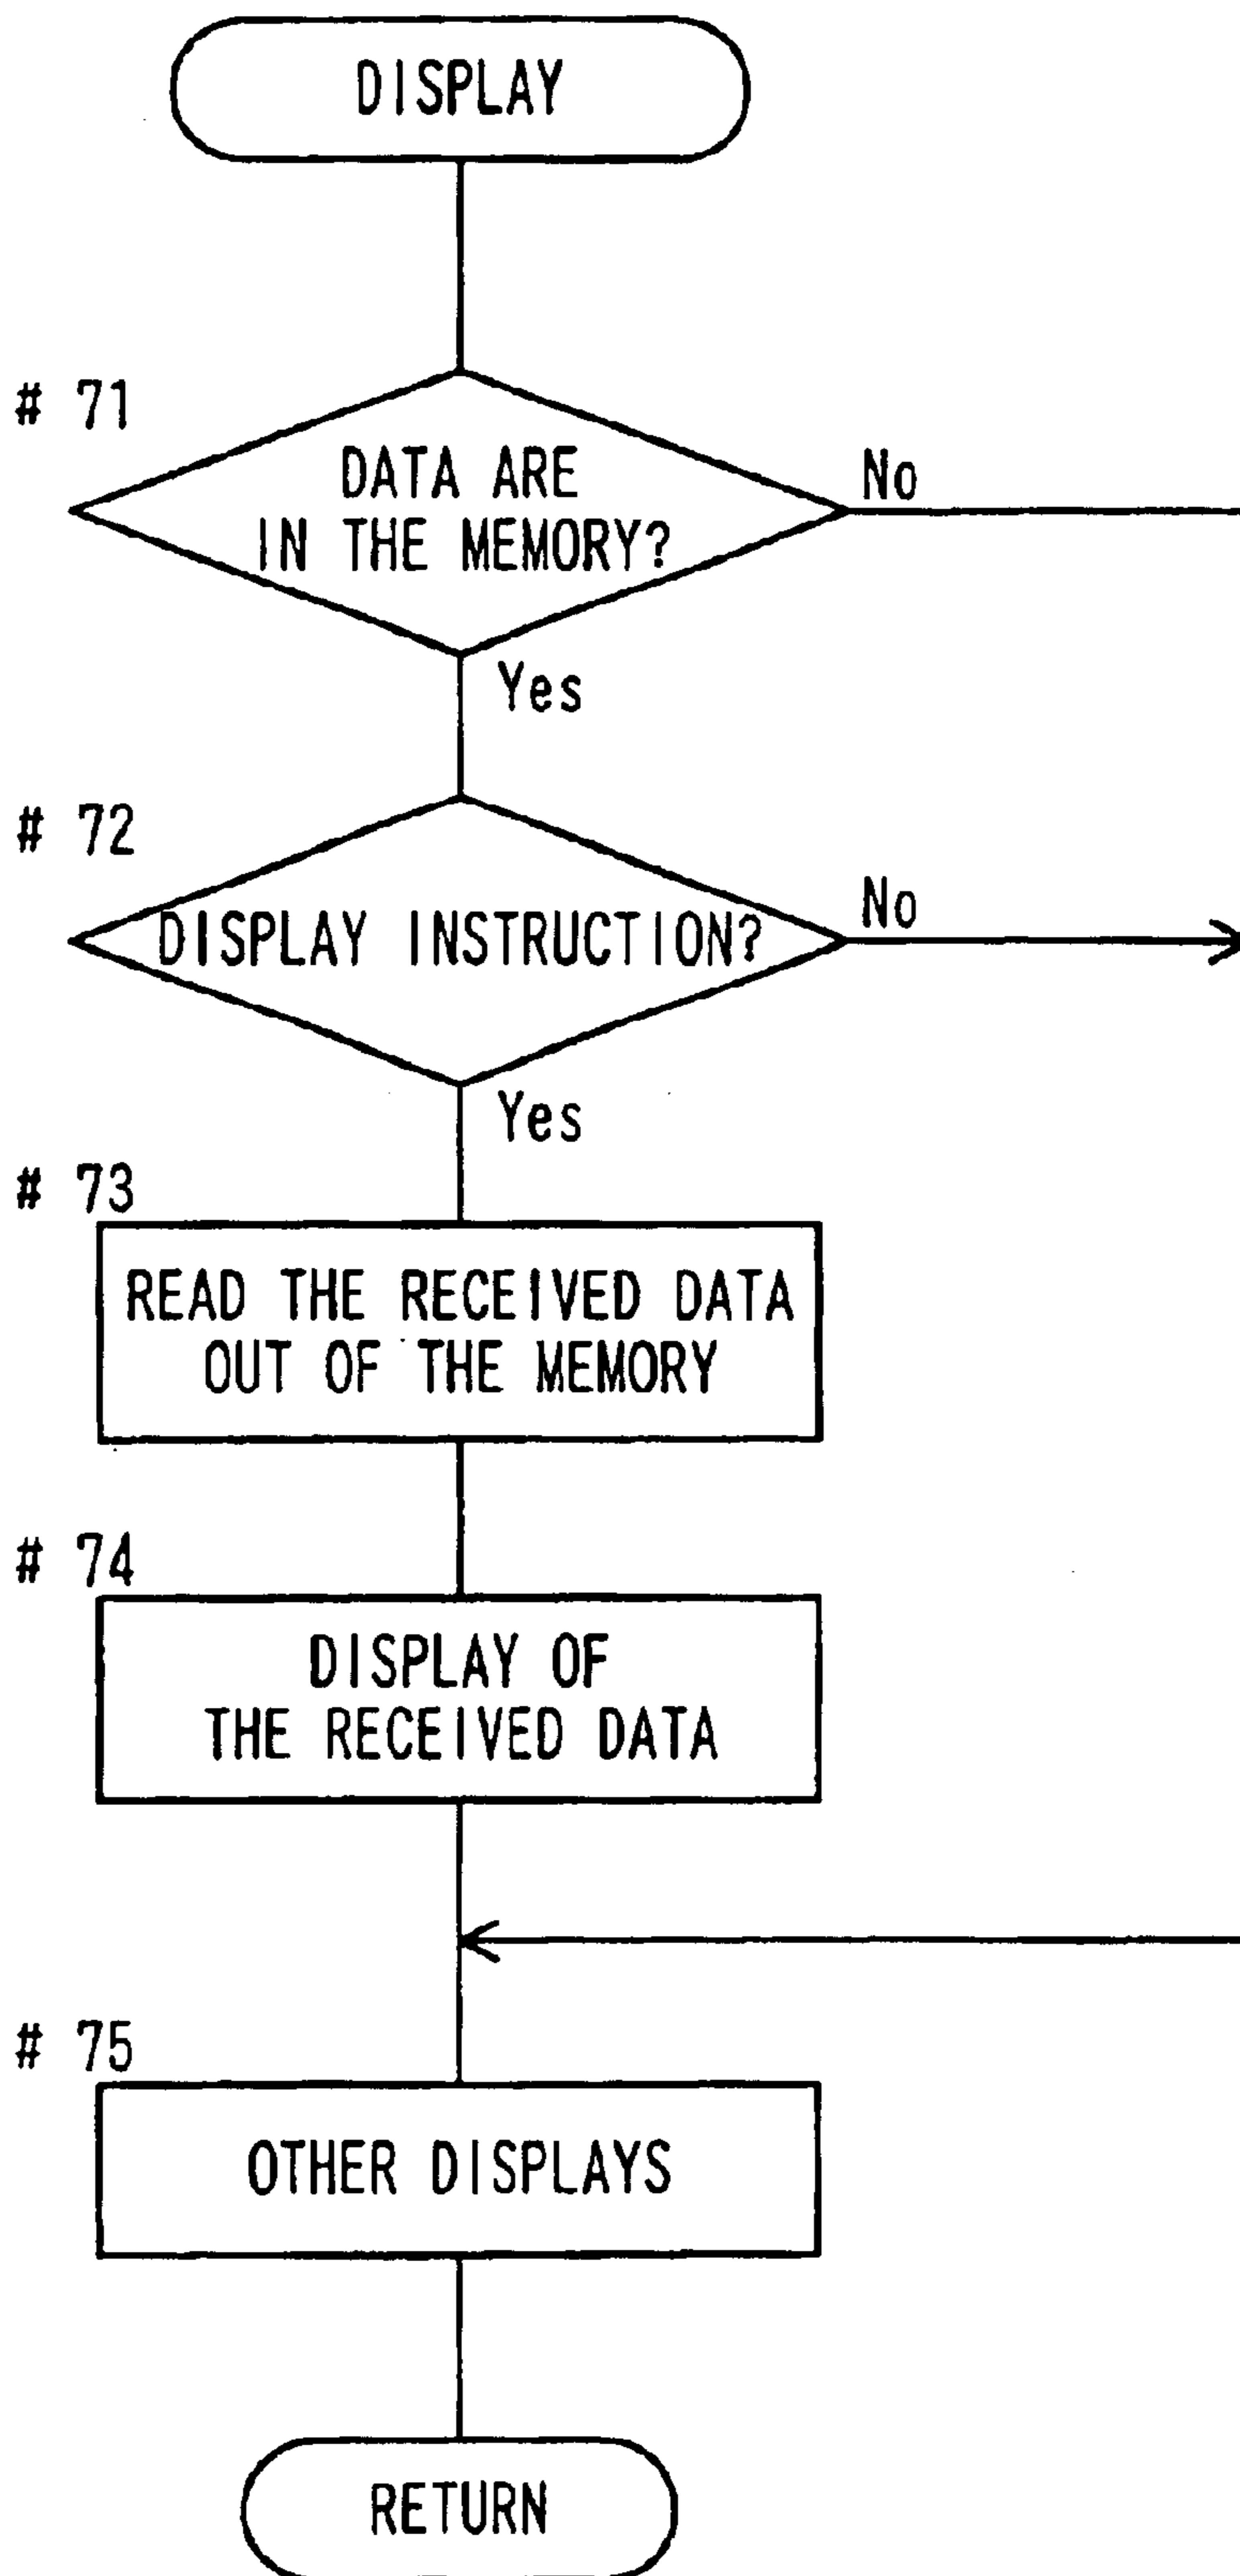 DISPLAY
# 71
DATA ARE
IN THE MEMORY?
No
Yes
# 72
DISPLAY INSTRUCTION?
No
Yes
# 73
READ THE RECEIVED DATA
OUT OF THE MEMORY
# 74
DISPLAY OF
THE RECEIVED DATA
# 75
OTHER DISPLAYS
RETURN